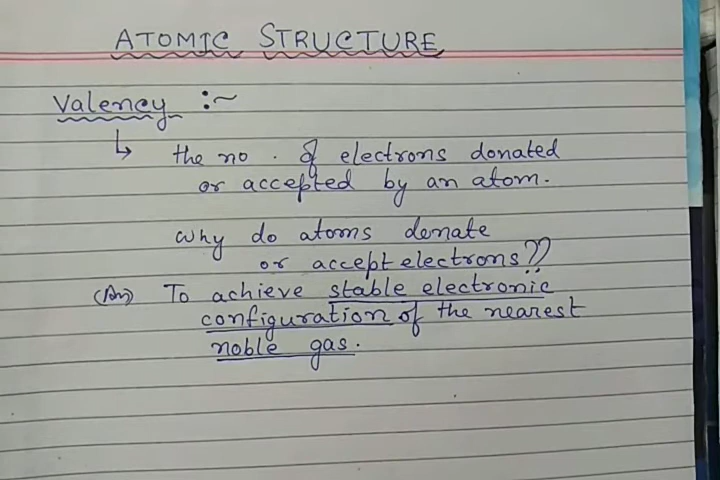 ATOMIC STRUCTURE
Valency :~
↳ the no. of electrons donated
or accepted by an atom.
Why do atoms donate
or accept electrons??
(An) To achieve stable electronic
configuration of the nearest
noble gas.